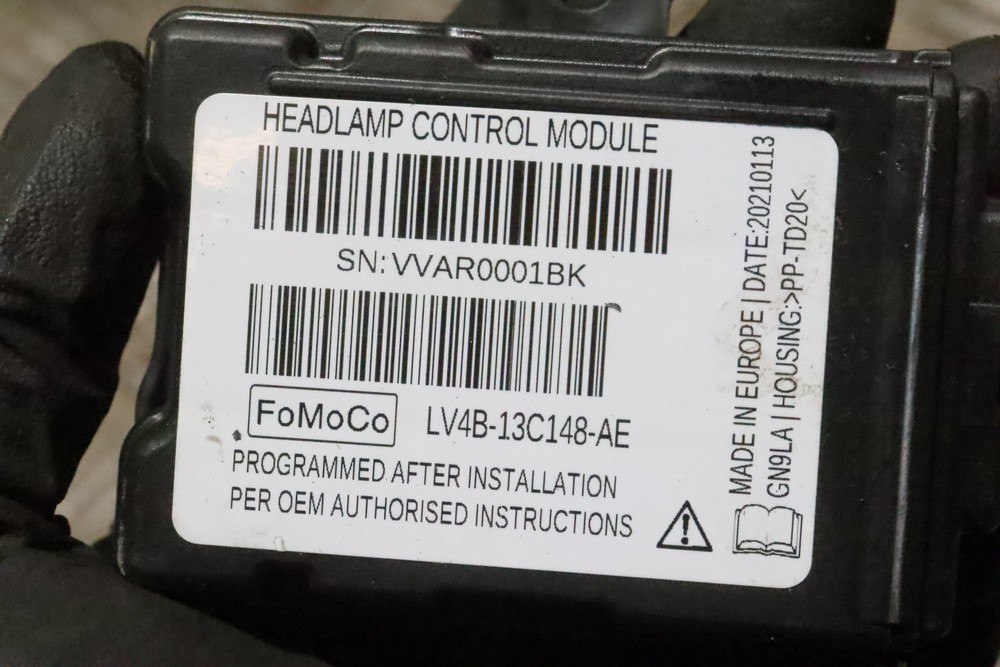 HEADLAMP CONTROL MODULE
SN: VVAR0001BK
FoMoCo LV4B-13C148-AE
PROGRAMMED AFTER INSTALLATION
PER OEM AUTHORISED INSTRUCTIONS
MADE IN EUROPE | DATE:20210113
GN9LA | HOUSING:>PP-TD20<